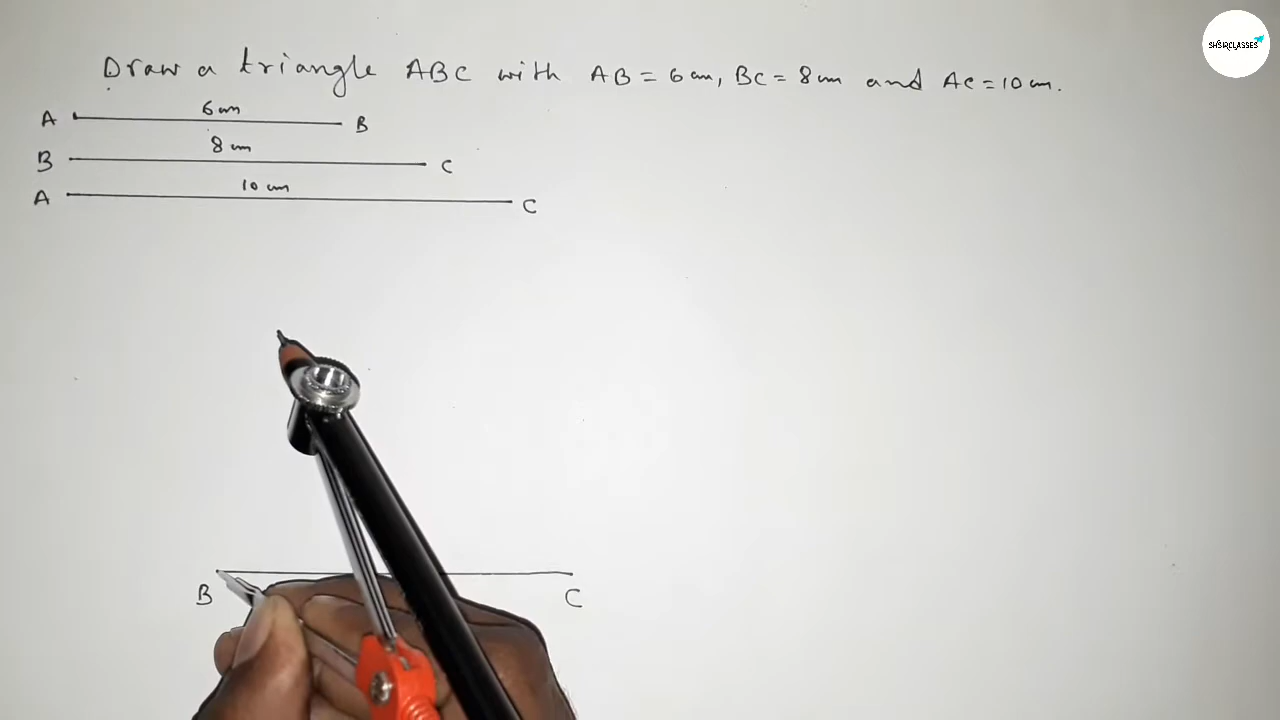 SHSIRCLASSES
Draw a triangle ABC with AB = 6 cm, BC = 8 cm and AC = 10 cm.
A 6 cm B
B 8 cm C
A 10 cm C
B C